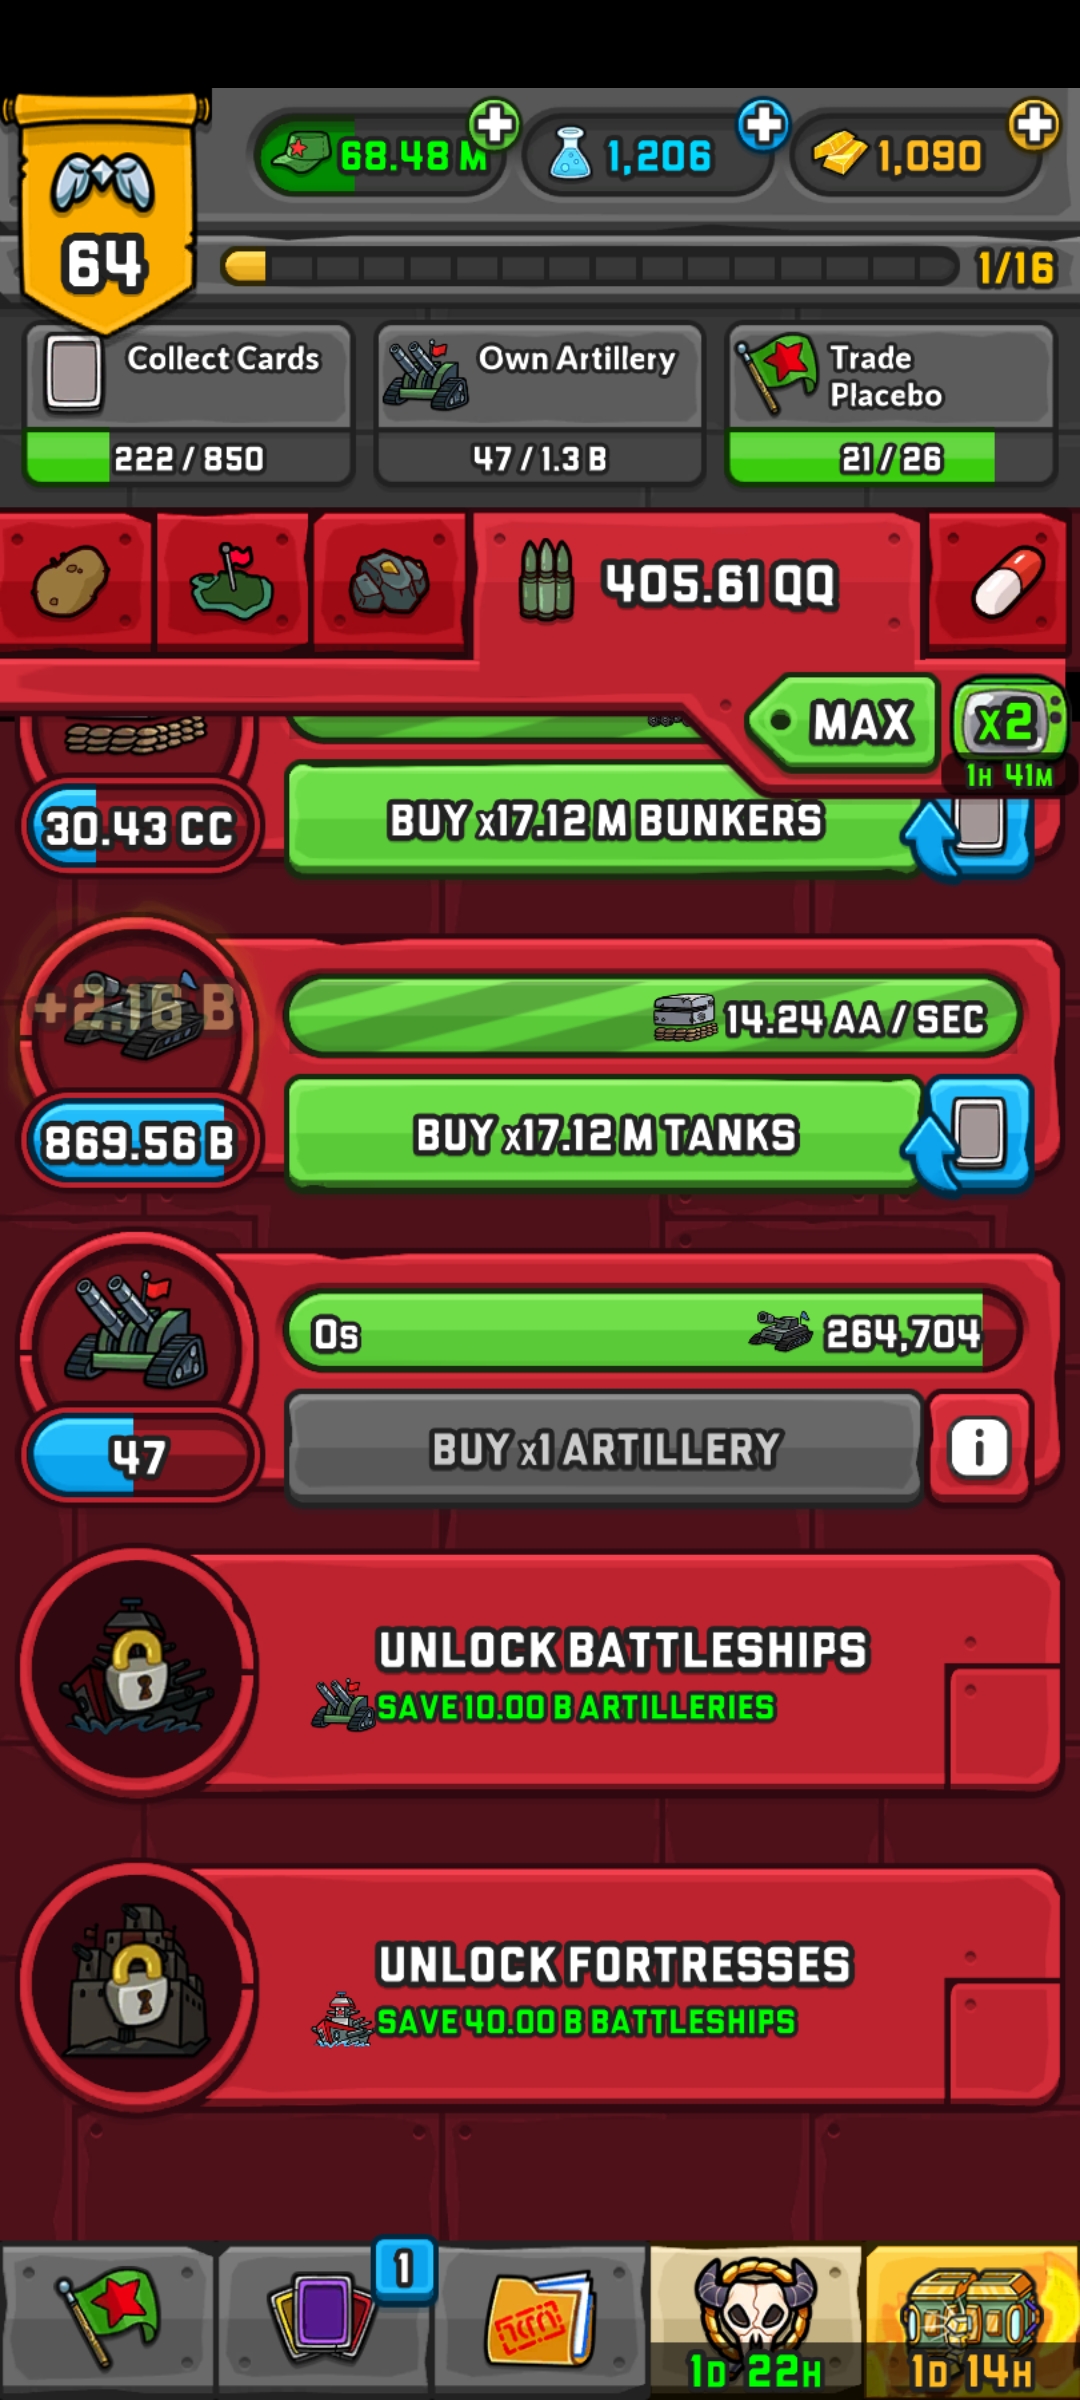 68.48 M
1,206
1,090
64
1/16
Collect Cards
222 / 850
Own Artillery
47 / 1.3 B
Trade
Placebo
21 / 26
405.61 QQ
MAX
X2
1H 41M
30.43 CC
BUY x17.12 M BUNKERS
+2.16 B
14.24 AA / SEC
869.56 B
BUY x17.12 M TANKS
0s
264,704
47
BUY x1 ARTILLERY
i
UNLOCK BATTLESHIPS
SAVE 10.00 B ARTILLERIES
UNLOCK FORTRESSES
SAVE 40.00 B BATTLESHIPS
1
1D 22H
1D 14H